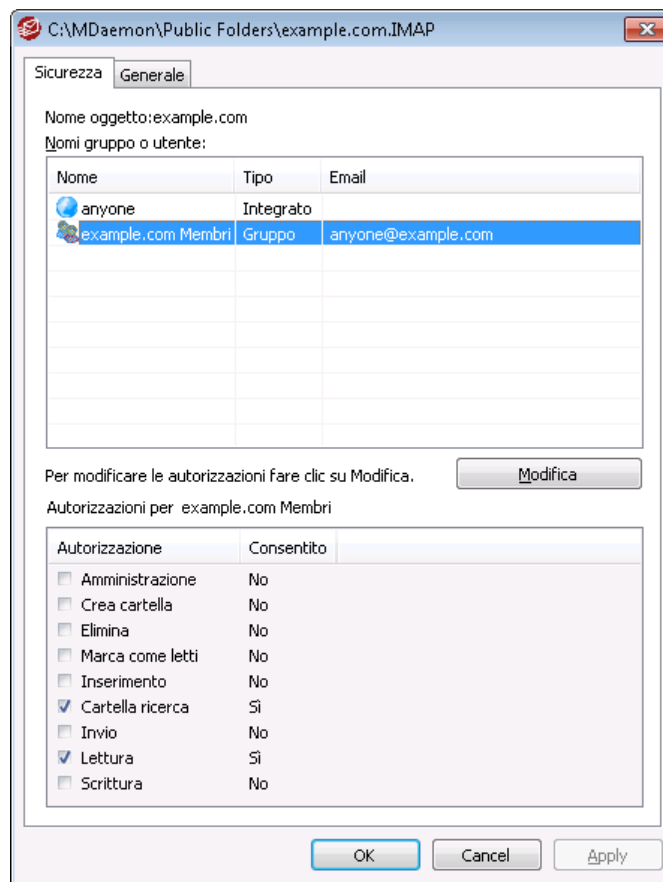 C:\MDaemon\Public Folders\example.com.IMAP
Sicurezza Generale
Nome oggetto:example.com
Nomi gruppo o utente:
Nome Tipo Email
anyone Integrato
example.com Membri Gruppo anyone@example.com
Per modificare le autorizzazioni fare clic su Modifica. Modifica
Autorizzazioni per example.com Membri
Autorizzazione Consentito
Amministrazione No
Crea cartella No
Elimina No
Marca come letti No
Inserimento No
Cartella ricerca Sì
Invio No
Lettura Sì
Scrittura No
OK Cancel Apply